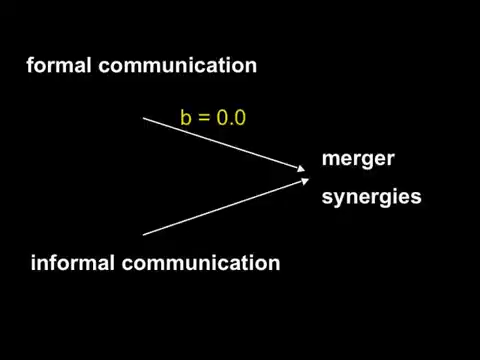 formal communication
b = 0.0
merger
synergies
informal communication